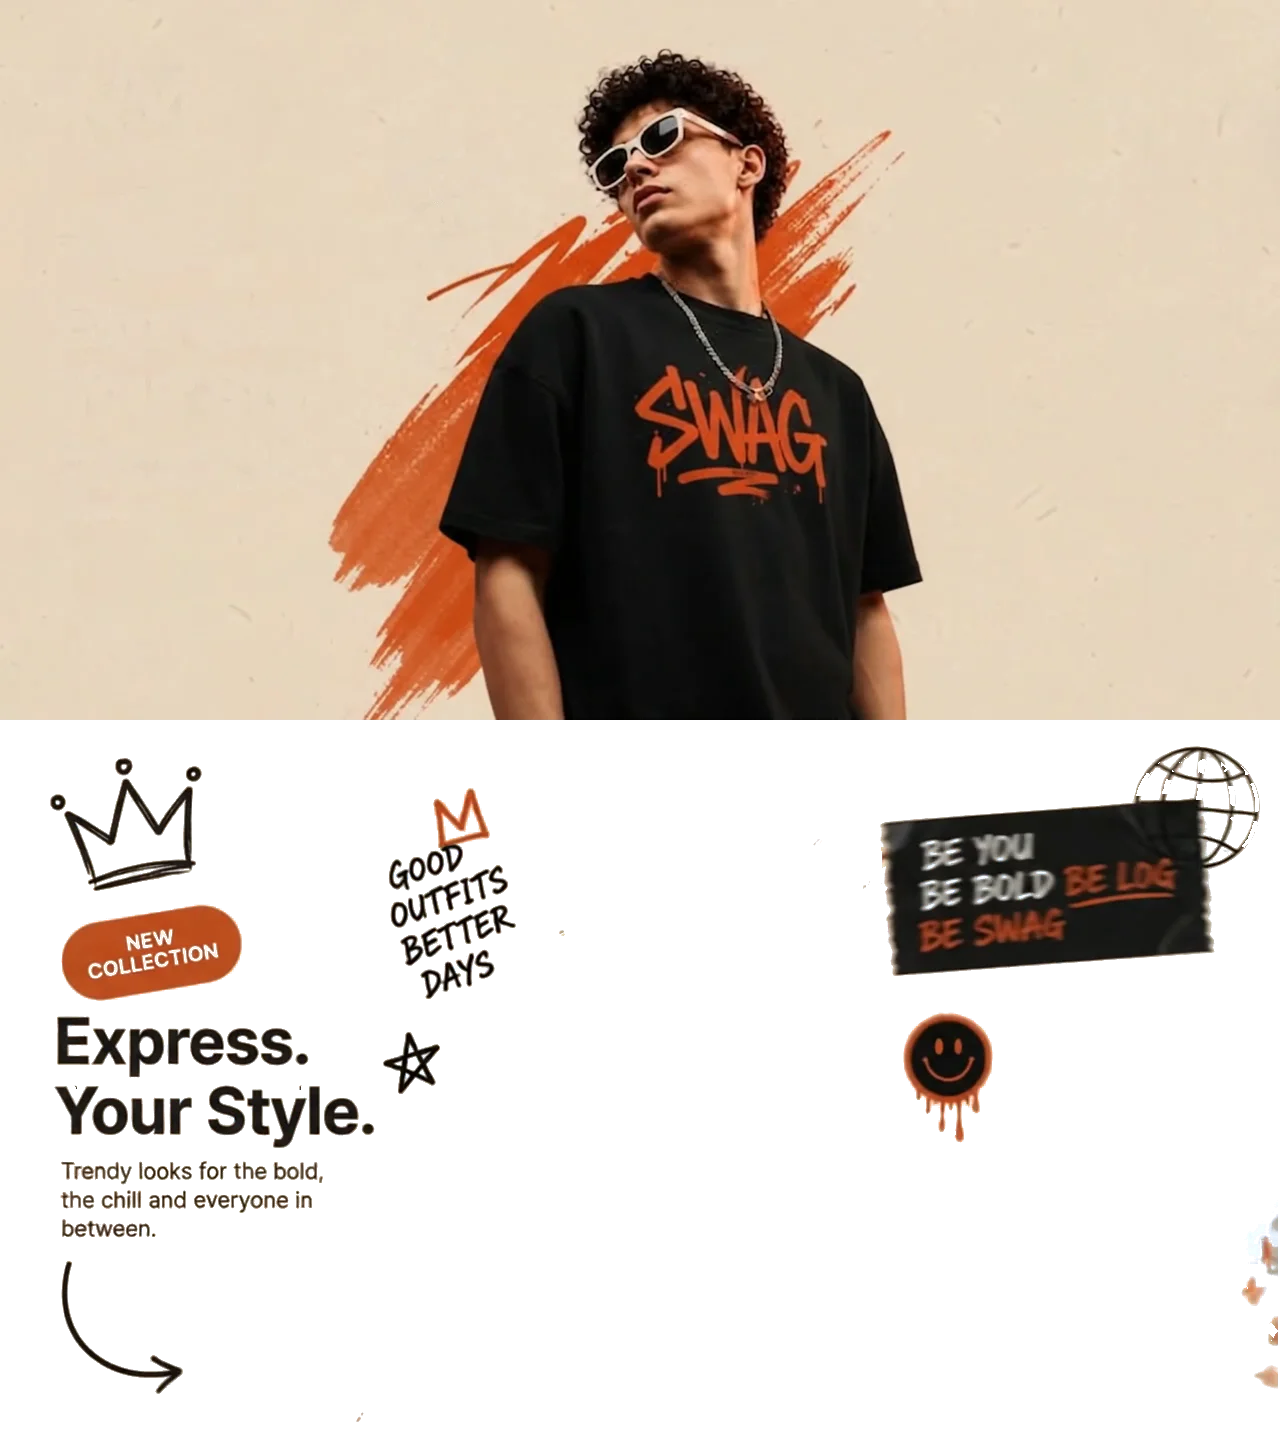 SWAG
GOOD
OUTFITS
BETTER
DAYS
BE YOU
BE BOLD BE LOG
BE SWAG
NEW
COLLECTION
Express.
Your Style.
Trendy looks for the bold,
the chill and everyone in
between.